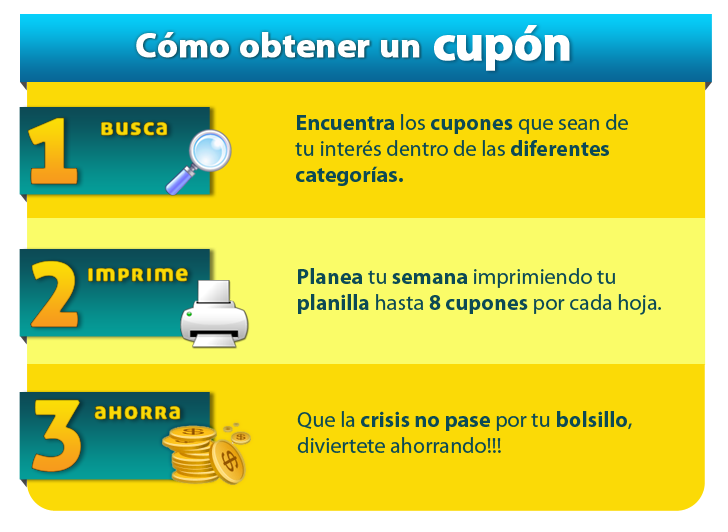 Cómo obtener un cupón
1 BUSCA
Encuentra los cupones que sean de
tu interés dentro de las diferentes
categorías.
2 IMPRIME
Planea tu semana imprimiendo tu
planilla hasta 8 cupones por cada hoja.
3 AHORRA
Que la crisis no pase por tu bolsillo,
diviertete ahorrando!!!